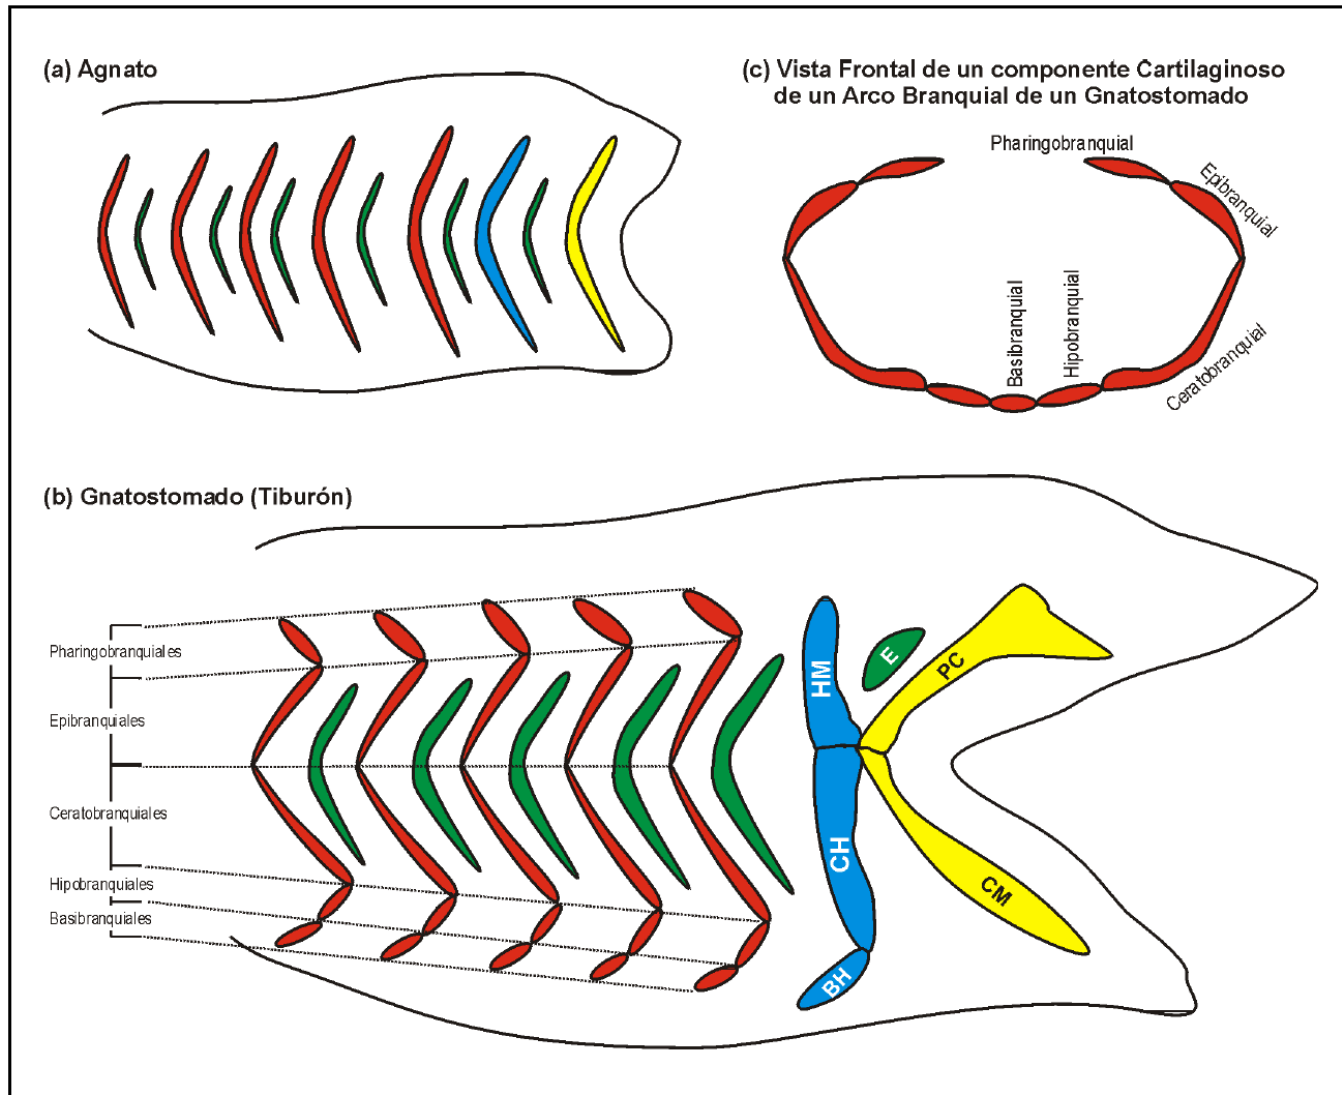 (a) Agnato
(c) Vista Frontal de un componente Cartilaginoso
de un Arco Branquial de un Gnatostomado
Pharingobranquial
Epibranquial
Basibranquial
Hipobranquial
Ceratobranquial
(b) Gnatostomado (Tiburón)
Pharingobranquiales
Epibranquiales
Ceratobranquiales
Hipobranquiales
Basibranquiales
HM
E
PC
CH
CM
BH